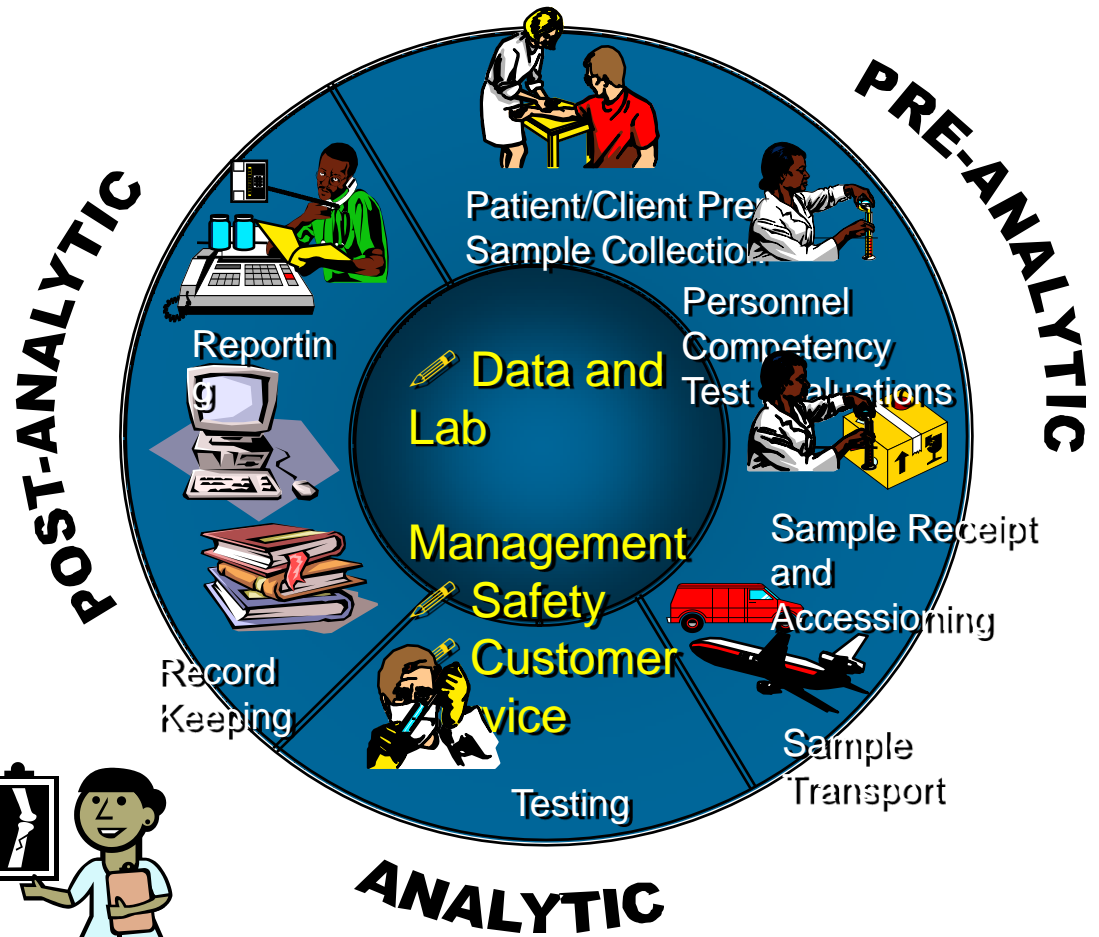 PRE-ANALYTIC
Patient/Client Prep
Sample Collection
Personnel
Competency
Test Evaluations
Sample Receipt
and
Accessioning
Sample
Transport
Testing
ANALYTIC
Record
Keeping
Reportin
g
POST-ANALYTIC
Data and
Lab
Management
Safety
Customer
vice